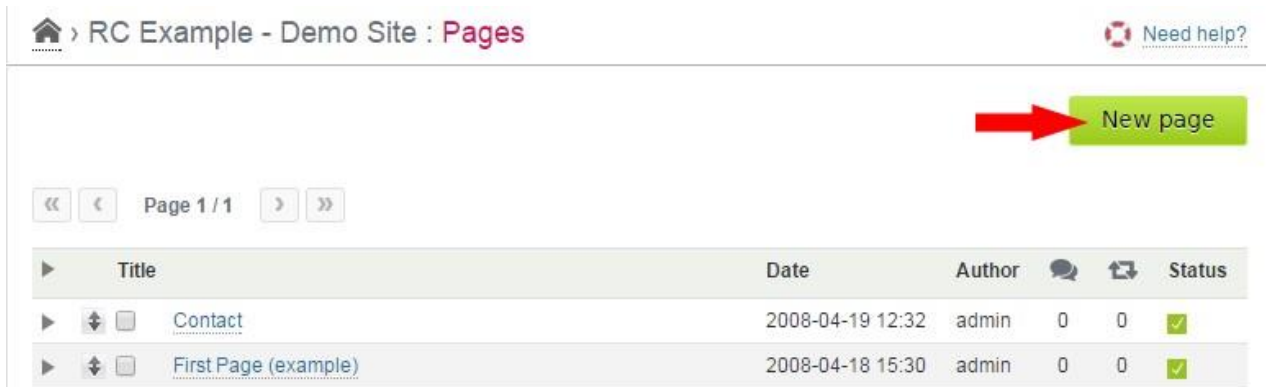 › RC Example - Demo Site : Pages Need help?
New page
« ‹ Page 1 / 1 › »
Title Date Author Status
Contact 2008-04-19 12:32 admin 0 0
First Page (example) 2008-04-18 15:30 admin 0 0